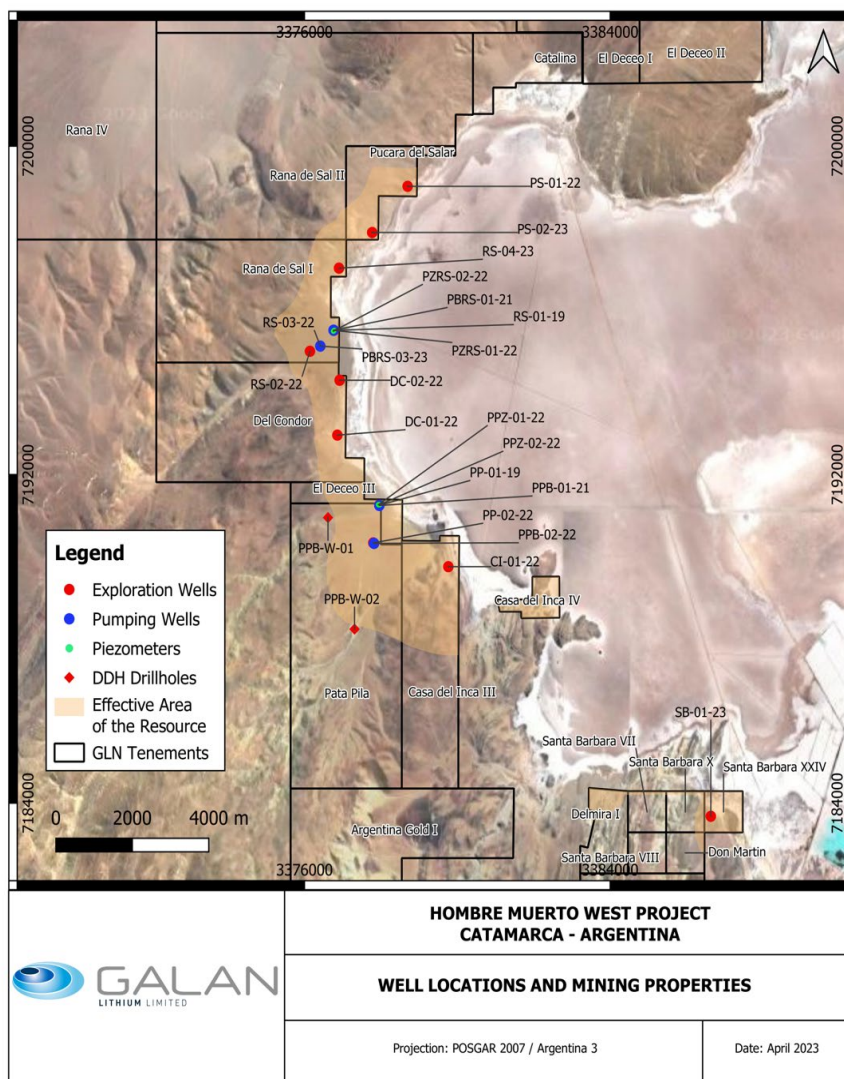 3376000
3384000
Catalina
El Deceo I
El Deceo II
Rana IV
7200000
7200000
Pucara del Salar
Rana de Sal II
PS-01-22
PS-02-23
Rana de Sal I
RS-04-23
PZRS-02-22
PBRS-01-21
RS-03-22
RS-01-19
PBRS-03-23
PZRS-01-22
RS-02-22
DC-02-22
Del Condor
DC-01-22
PPZ-01-22
PPZ-02-22
7192000
7192000
PP-01-19
El Deceo III
PPB-01-21
PP-02-22
PPB-W-01
PPB-02-22
CI-01-22
Legend
Exploration Wells
Pumping Wells
Piezometers
DDH Drillholes
Effective Area
of the Resource
GLN Tenements
0 2000 4000 m
PPB-W-02
Casa del Inca IV
Pata Pila
Casa del Inca III
SB-01-23
Santa Barbara VII
Santa Barbara X
Santa Barbara XXIV
7184000
7184000
Delmira I
Argentina Gold I
Santa Barbara VIII
Don Martin
3376000
3384000
GALAN
LITHIUM LIMITED
HOMBRE MUERTO WEST PROJECT
CATAMARCA - ARGENTINA
WELL LOCATIONS AND MINING PROPERTIES
Projection: POSGAR 2007 / Argentina 3
Date: April 2023